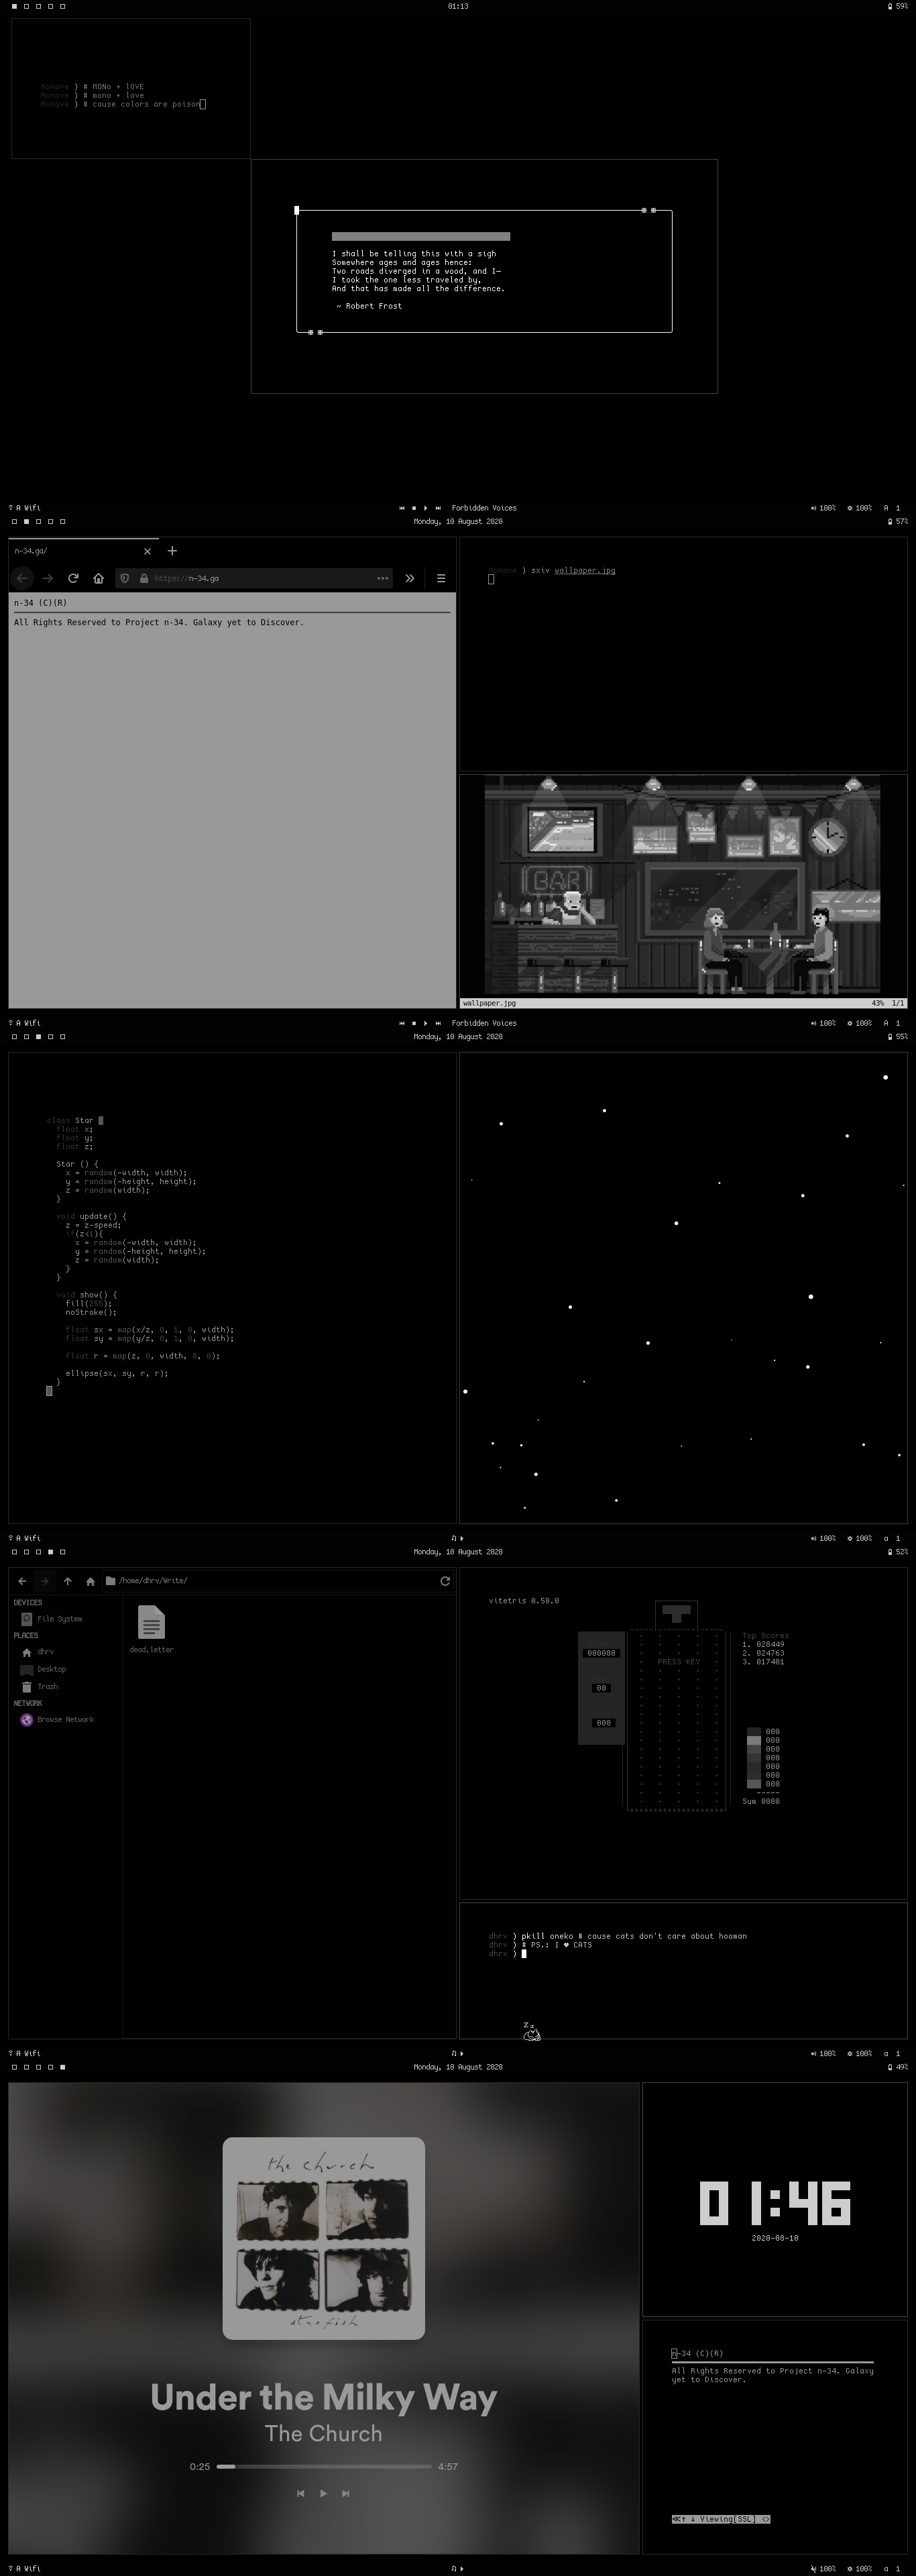 01:13
59%
Monove ) # MONo + lOVE
Monove ) # mono + love
Monove ) # cause colors are poison
I shall be telling this with a sigh
Somewhere ages and ages hence:
Two roads diverged in a wood, and I—
I took the one less traveled by,
And that has made all the difference.
~ Robert Frost
A Wifi
Forbidden Voices
100% 100% A 1
Monday, 10 August 2020
57%
n-34.ga/
https://n-34.ga
n-34 (C)(R)
All Rights Reserved to Project n-34. Galaxy yet to Discover.
Monove ) sxiv wallpaper.jpg
BAR
wallpaper.jpg
43% 1/1
A Wifi
Forbidden Voices
100% 100% A 1
Monday, 10 August 2020
55%
class Star {
float x;
float y;
float z;
Star () {
x = random(-width, width);
y = random(-height, height);
z = random(width);
}
void update() {
z = z-speed;
if(z<1){
x = random(-width, width);
y = random(-height, height);
z = random(width);
}
}
void show() {
fill(255);
noStroke();
float sx = map(x/z, 0, 1, 0, width);
float sy = map(y/z, 0, 1, 0, width);
float r = map(z, 0, width, 6, 0);
ellipse(sx, sy, r, r);
}
}
A Wifi
100% 100% a 1
Monday, 10 August 2020
52%
/home/dhrv/Write/
DEVICES
File System
PLACES
dhrv
Desktop
Trash
NETWORK
Browse Network
dead.letter
vitetris 0.58.0
000000
00
000
PRESS KEY
Top Scores
1. 028449
2. 024763
3. 017401
000
000
000
000
000
000
000
-----
Sum 0000
dhrv ) pkill oneko # cause cats don't care about hooman
dhrv ) # PS.: I ♥ CATS
dhrv )
z z
A Wifi
100% 100% a 1
Monday, 10 August 2020
49%
the church
starfish
Under the Milky Way
The Church
0:25
4:57
01:46
2020-08-10
n-34 (C)(R)
All Rights Reserved to Project n-34. Galaxy
yet to Discover.
≪↑ ↓ Viewing[SSL] <>
A Wifi
100% 100% a 1